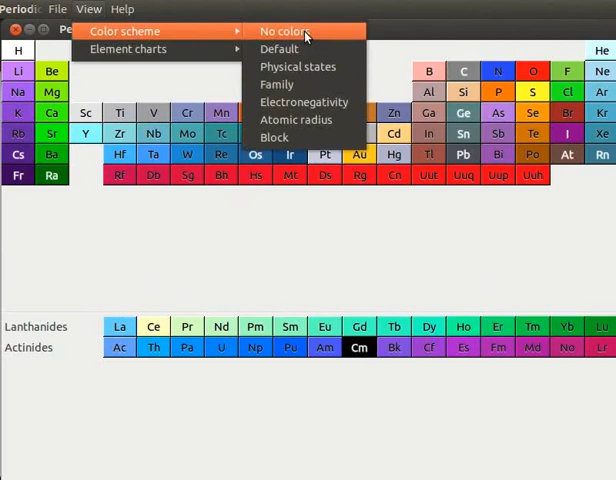 Periodic File View Help
Pe Color scheme No colors
H Element charts Default He
Li Be Physical states B C N O F Ne
Na Mg Family Al Si P S Cl Ar
Electronegativity
K Ca Sc Ti V Cr Zn Ga Ge As Se Br Kr
Atomic radius
Rb Sr Y Zr Nb Mo Tc Cd In Sn Sb Te I Xe
Block
Cs Ba Hf Ta W Re Os Ir Pt Au Hg Tl Pb Bi Po At Rn
Fr Ra Rf Db Sg Bh Hs Mt Ds Rg Cn Uut Uuq Uup Uuh
Lanthanides La Ce Pr Nd Pm Sm Eu Gd Tb Dy Ho Er Tm Yb Lu
Actinides Ac Th Pa U Np Pu Am Cm Bk Cf Es Fm Md No Lr